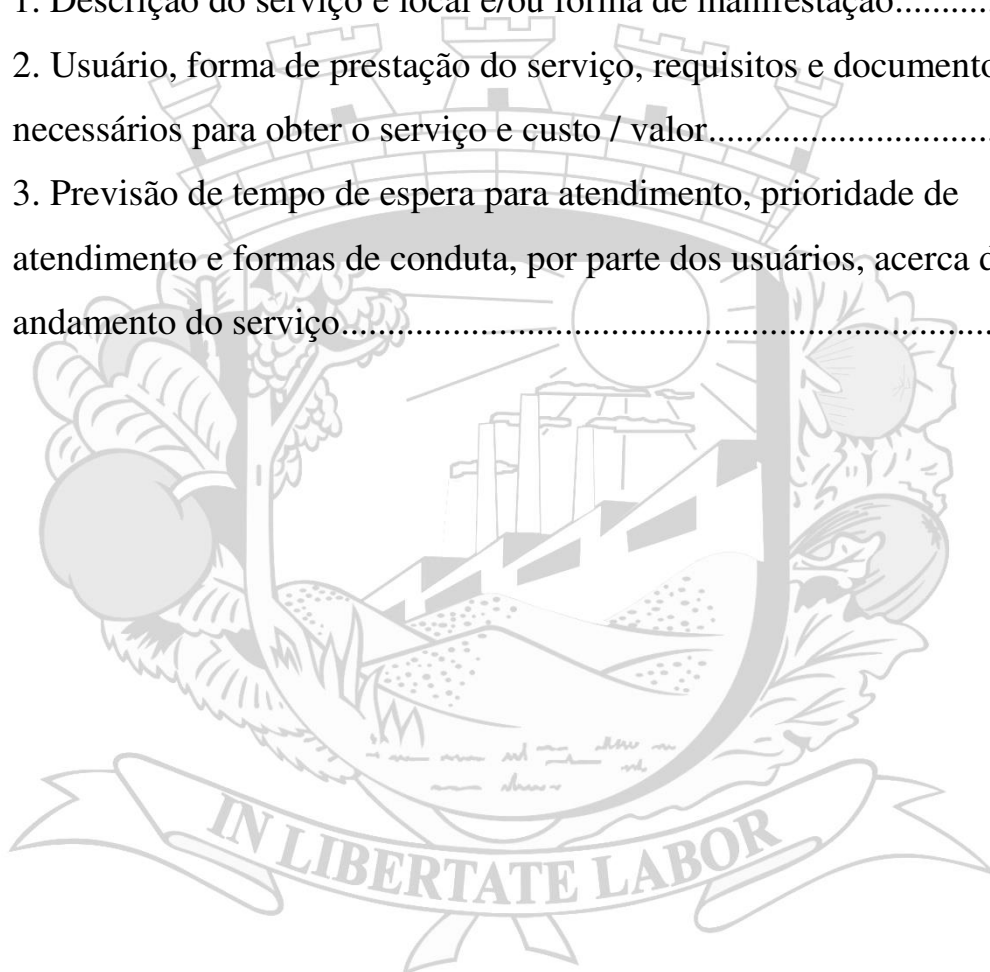 1. Descrição do serviço e local e/ou forma de manifestação..........
2. Usuário, forma de prestação do serviço, requisitos e documento
necessários para obter o serviço e custo / valor..............................
3. Previsão de tempo de espera para atendimento, prioridade de
atendimento e formas de conduta, por parte dos usuários, acerca d
andamento do serviço......................................................................
IN LIBERTATE LABOR